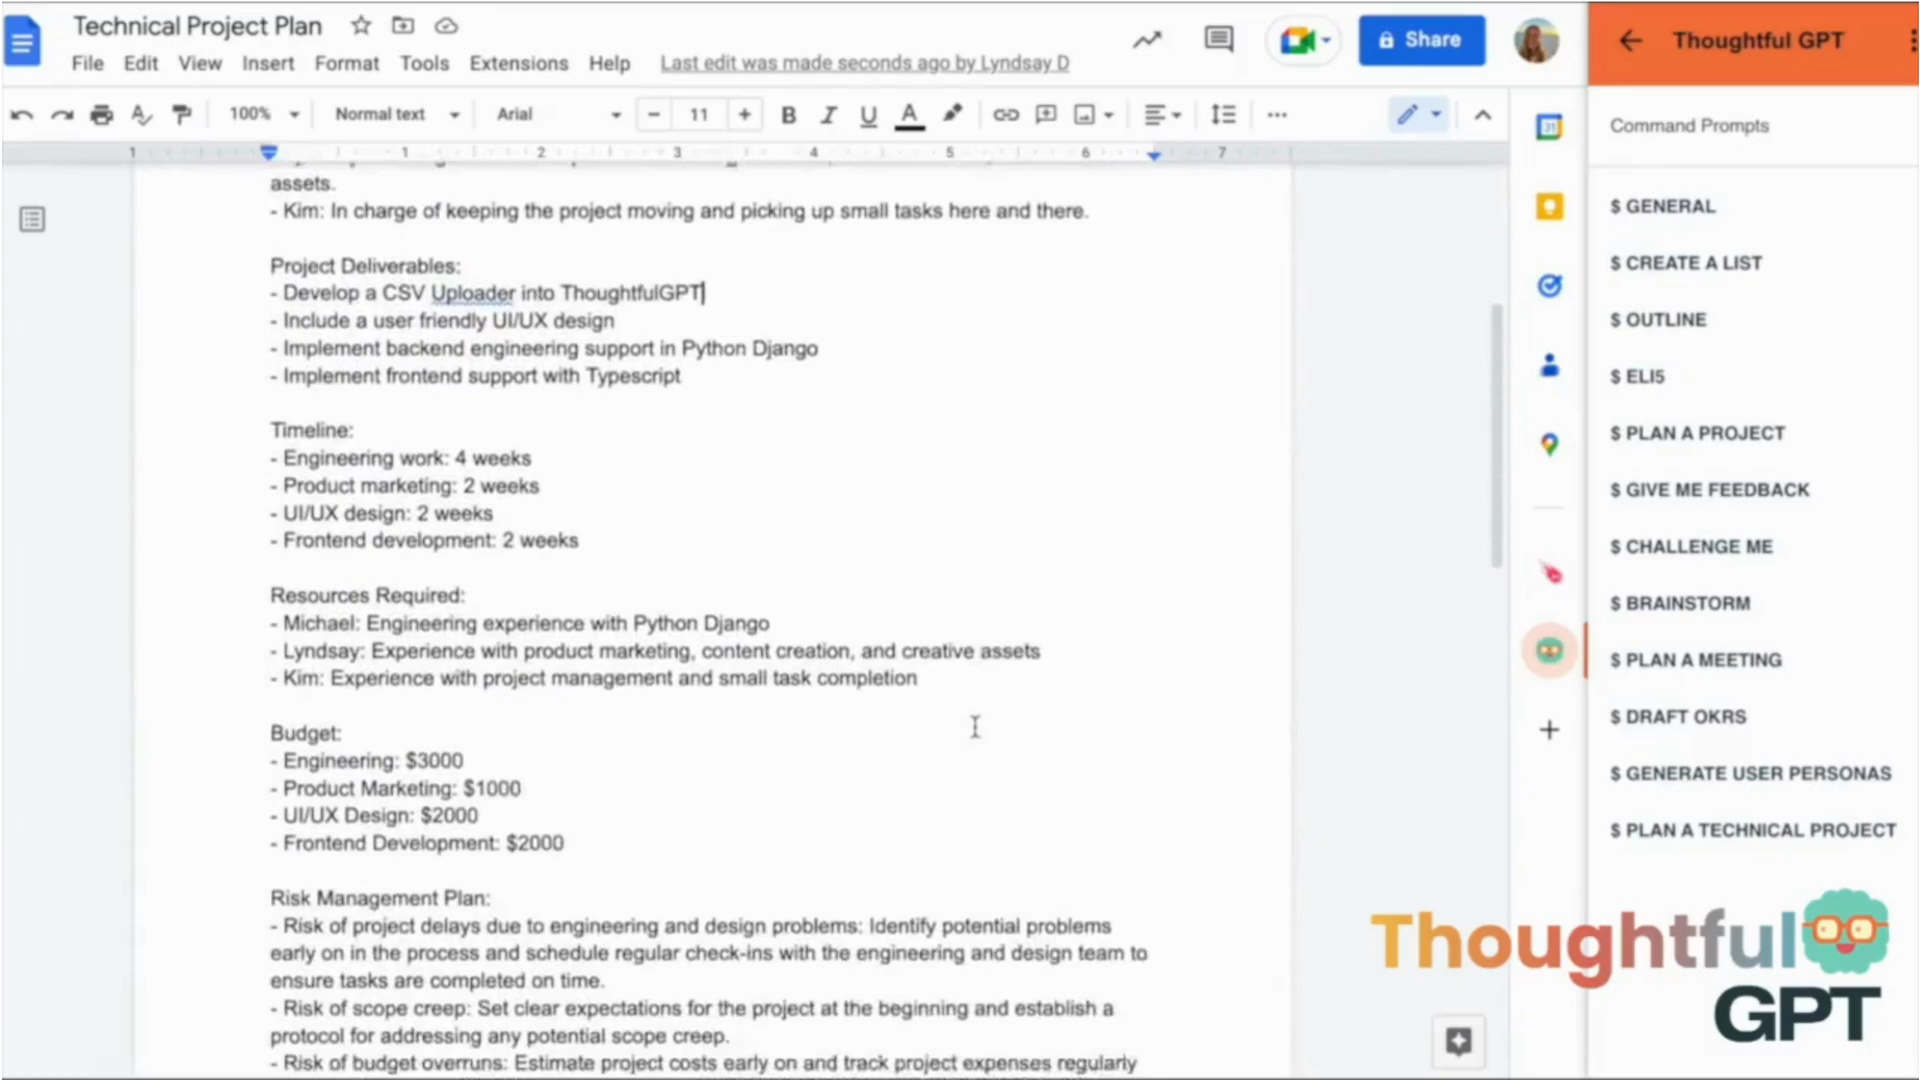 Technical Project Plan
File Edit View Insert Format Tools Extensions Help Last edit was made seconds ago by Lyndsay D
Share
Thoughtful GPT
100% Normal text Arial 11 B I U A
1 1 2 3 4 5 6 7
31
Command Prompts
assets.
- Kim: In charge of keeping the project moving and picking up small tasks here and there.
Project Deliverables:
- Develop a CSV Uploader into ThoughtfulGPT
- Include a user friendly UI/UX design
- Implement backend engineering support in Python Django
- Implement frontend support with Typescript
Timeline:
- Engineering work: 4 weeks
- Product marketing: 2 weeks
- UI/UX design: 2 weeks
- Frontend development: 2 weeks
Resources Required:
- Michael: Engineering experience with Python Django
- Lyndsay: Experience with product marketing, content creation, and creative assets
- Kim: Experience with project management and small task completion
Budget:
- Engineering: $3000
- Product Marketing: $1000
- UI/UX Design: $2000
- Frontend Development: $2000
Risk Management Plan:
- Risk of project delays due to engineering and design problems: Identify potential problems
early on in the process and schedule regular check-ins with the engineering and design team to
ensure tasks are completed on time.
- Risk of scope creep: Set clear expectations for the project at the beginning and establish a
protocol for addressing any potential scope creep.
- Risk of budget overruns: Estimate project costs early on and track project expenses regularly
$ GENERAL
$ CREATE A LIST
$ OUTLINE
$ ELI5
$ PLAN A PROJECT
$ GIVE ME FEEDBACK
$ CHALLENGE ME
$ BRAINSTORM
$ PLAN A MEETING
$ DRAFT OKRS
$ GENERATE USER PERSONAS
$ PLAN A TECHNICAL PROJECT
Thoughtful
GPT